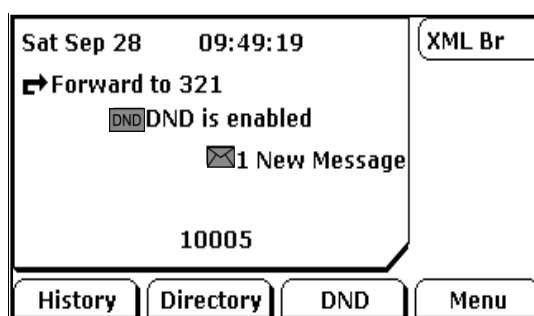 Sat Sep 28 09:49:19
XML Br
Forward to 321
DND DND is enabled
1 New Message
10005
History Directory DND Menu